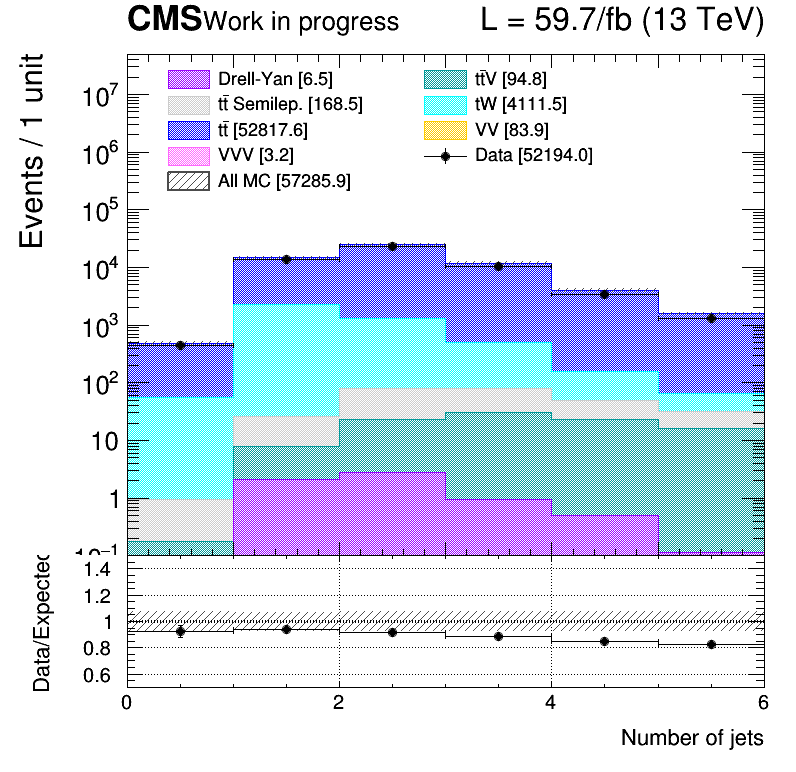 CMS Work in progress L = 59.7/fb (13 TeV)
Events / 1 unit
Drell-Yan [6.5] tt̄V [94.8]
tt̄ Semilep. [168.5] tW [4111.5]
tt̄ [52817.6] VV [83.9]
VVV [3.2] Data [52194.0]
All MC [57285.9]
10⁷
10⁶
10⁵
10⁴
10³
10²
10
1
10⁻¹
Data/Expected
1.4
1.2
1
0.8
0.6
0 2 4 6
Number of jets